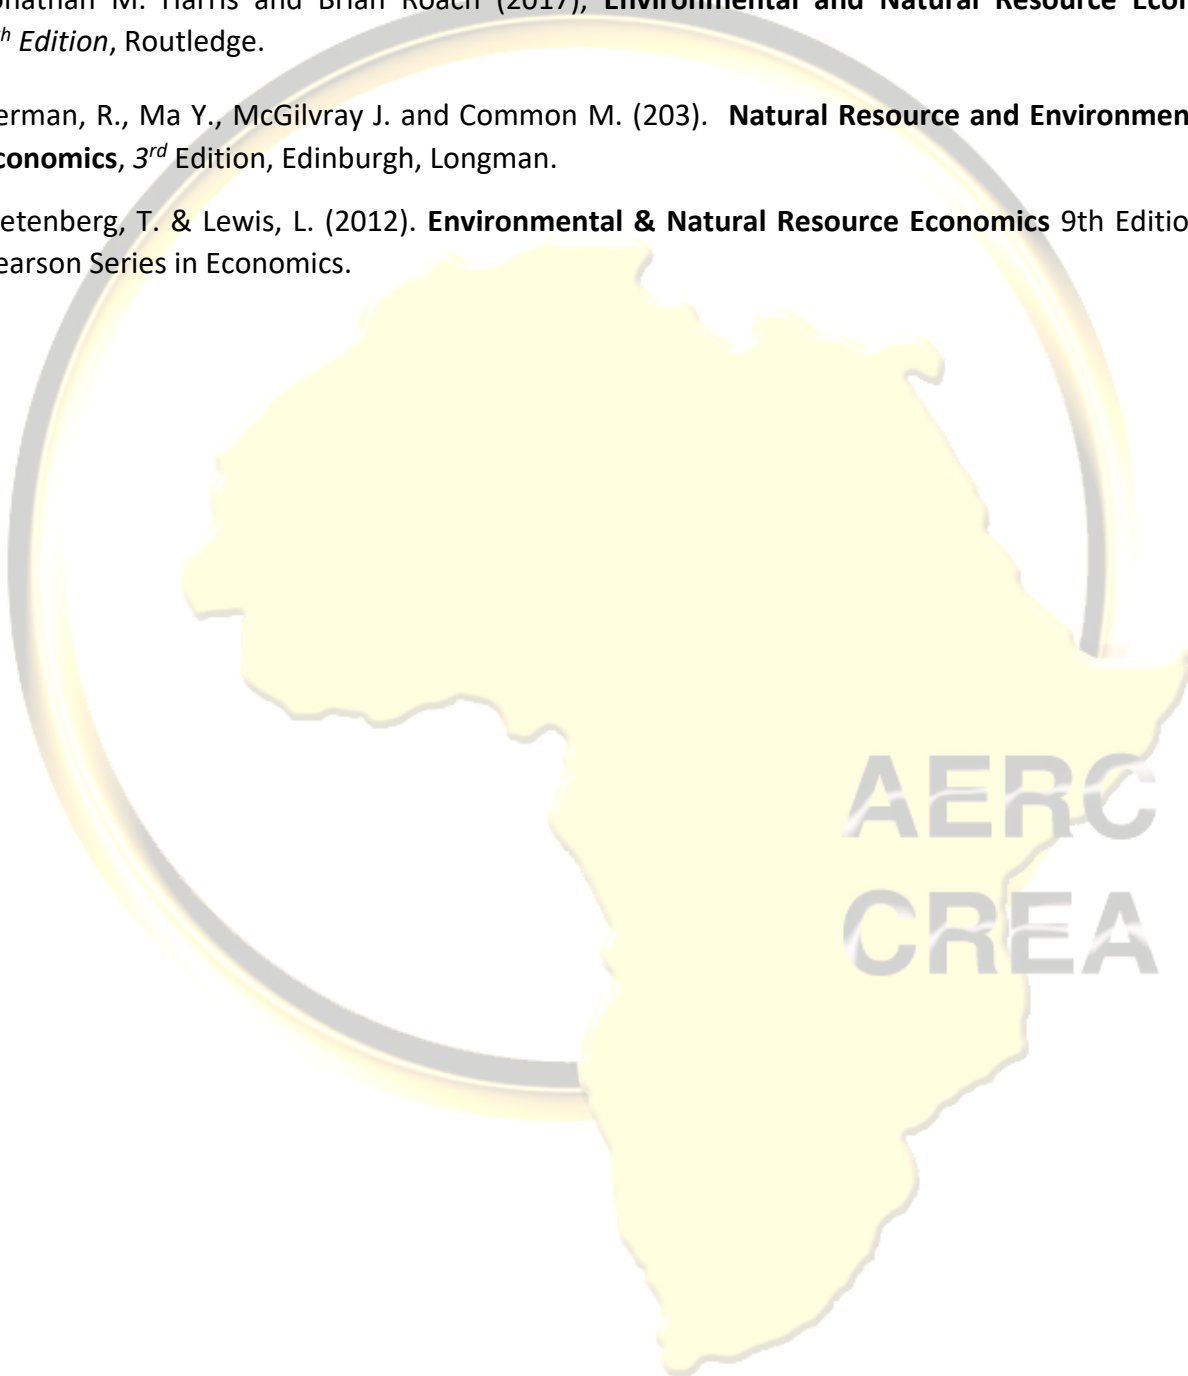 onathan M. Harris and Brian Roach (2017), Environmental and Natural Resource Econ
th Edition, Routledge.
erman, R., Ma Y., McGilvray J. and Common M. (203). Natural Resource and Environmen
conomics, 3rd Edition, Edinburgh, Longman.
etenberg, T. & Lewis, L. (2012). Environmental & Natural Resource Economics 9th Editio
earson Series in Economics.
AERC
CREA